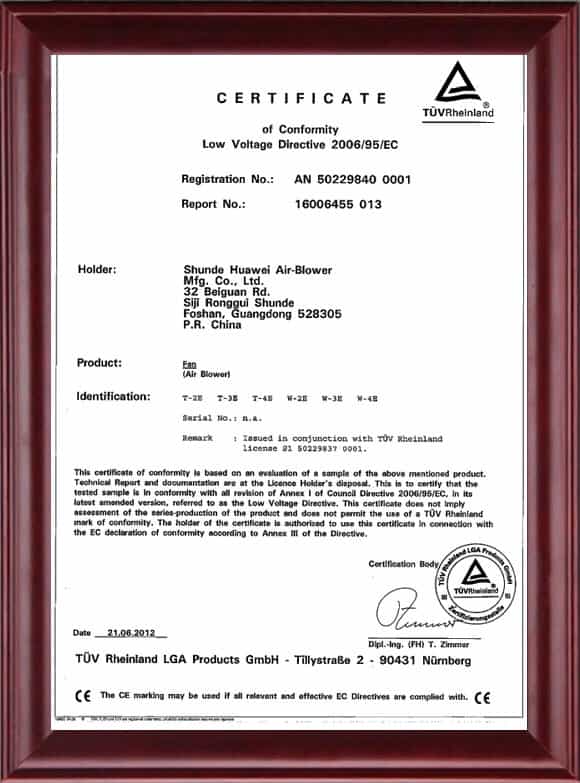 CERTIFICATE
TÜVRheinland
®
of Conformity
Low Voltage Directive 2006/95/EC
Registration No.: AN 50229840 0001
Report No.: 16006455 013
Holder: Shunde Huawei Air-Blower
Mfg. Co., Ltd.
32 Beiguan Rd.
Siji Ronggui Shunde
Foshan, Guangdong 528305
P.R. China
Product: Fan
(Air Blower)
Identification: T-2E T-3E T-4E W-2E W-3E W-4E
Serial No.: n.a.
Remark : Issued in conjunction with TÜV Rheinland
license S1 50229837 0001.
This certificate of conformity is based on an evaluation of a sample of the above mentioned product.
Technical Report and documentation are at the Licence Holder's disposal. This is to certify that the
tested sample is in conformity with all revision of Annex I of Council Directive 2006/95/EC, in its
latest amended version, referred to as the Low Voltage Directive. This certificate does not imply
assessment of the series-production of the product and does not permit the use of a TÜV Rheinland
mark of conformity. The holder of the certificate is authorized to use this certificate in connection with
the EC declaration of conformity according to Annex III of the Directive.
Certification Body
TÜV Rheinland LGA Products GmbH
TÜVRheinland
Zertifizierungsstelle
Date 21.06.2012
Dipl.-Ing. (FH) T. Zimmer
TÜV Rheinland LGA Products GmbH - Tillystraße 2 - 90431 Nürnberg
CE The CE marking may be used if all relevant and effective EC Directives are complied with. CE